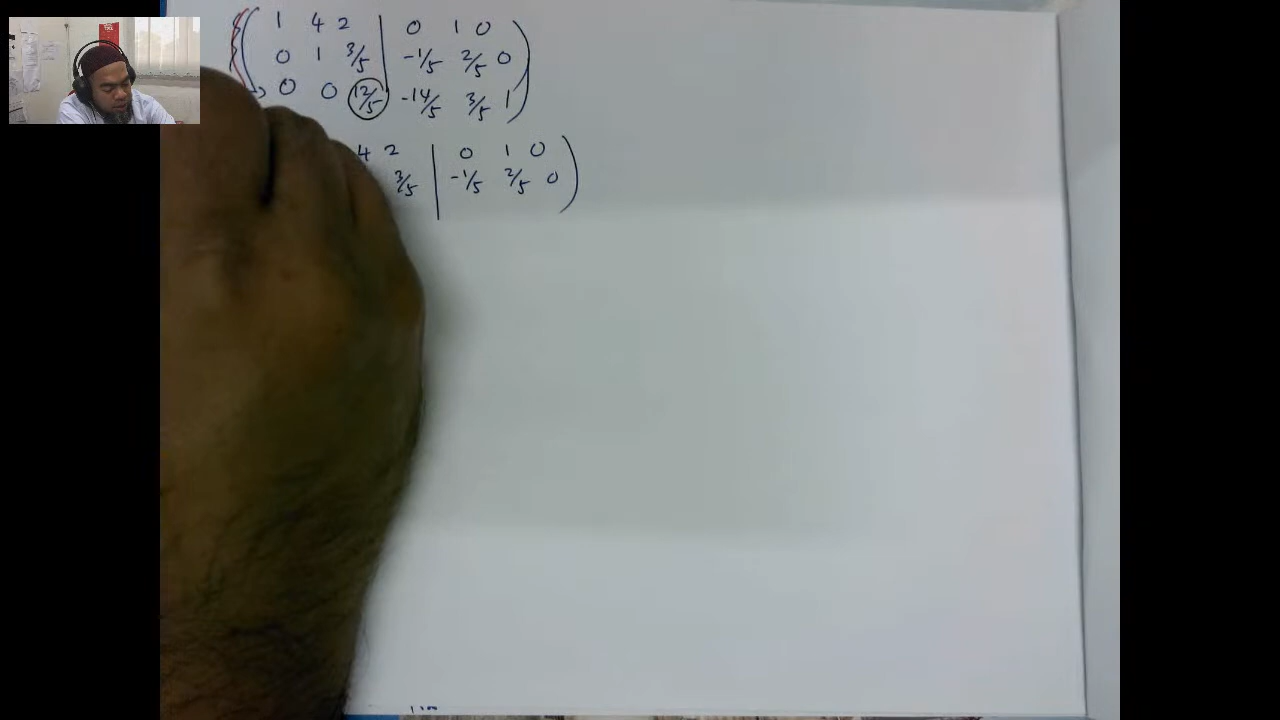 ( 1 4 2 | 0 1 0 )
0 1 3/5 | -1/5 2/5 0
0 0 12/5 | -14/5 3/5 1
4 2 | 0 1 0 )
3/5 | -1/5 2/5 0